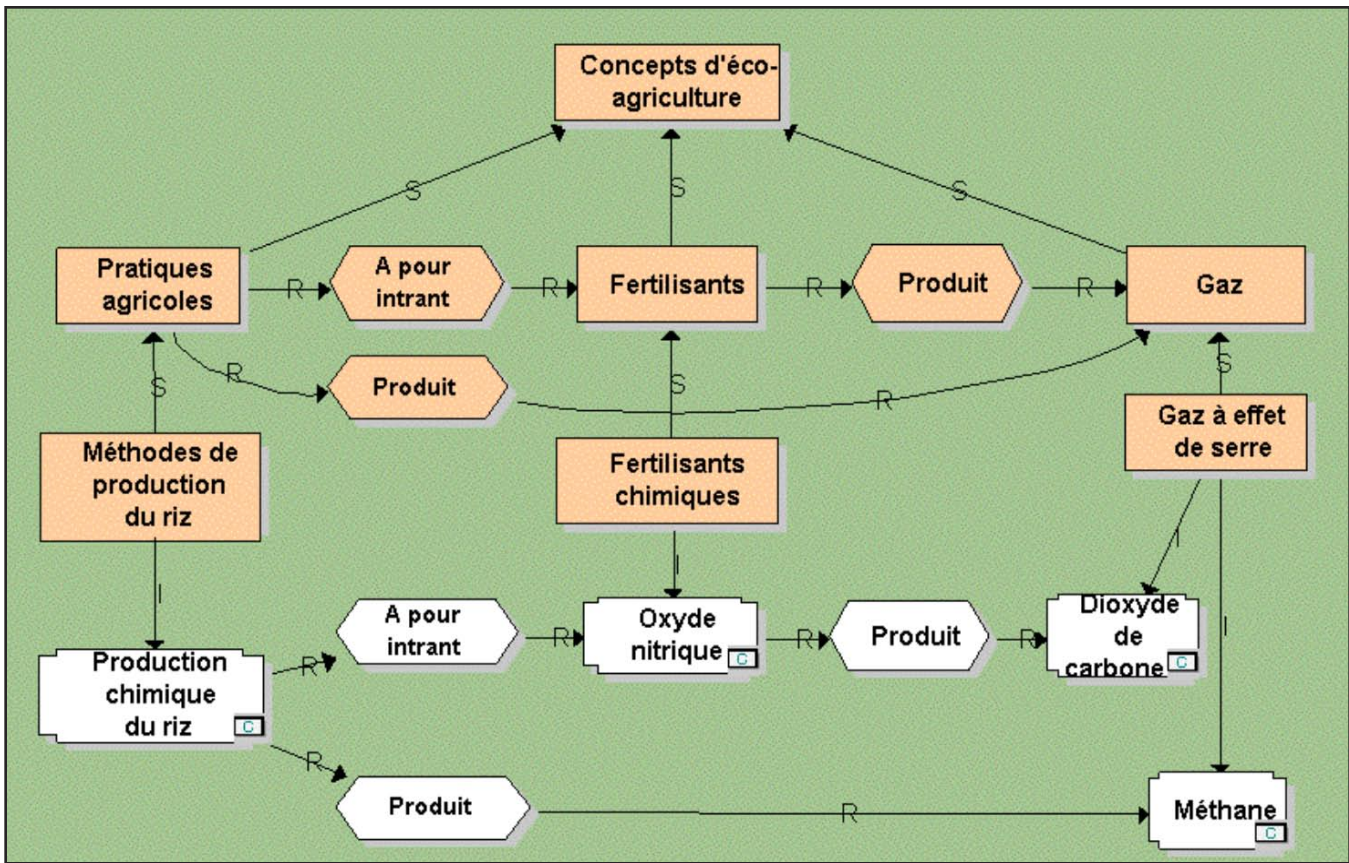 Concepts d'éco-
agriculture
S
S
S
Pratiques
agricoles
R
A pour
intrant
R
Fertilisants
R
Produit
R
Gaz
S
R
Produit
S
R
S
Méthodes de
production
du riz
Fertilisants
chimiques
Gaz à effet
de serre
I
I
I
I
Production
chimique
du riz
C
R
A pour
intrant
R
Oxyde
nitrique
C
R
Produit
R
Dioxyde
de
carbone
C
R
Produit
R
Méthane
C